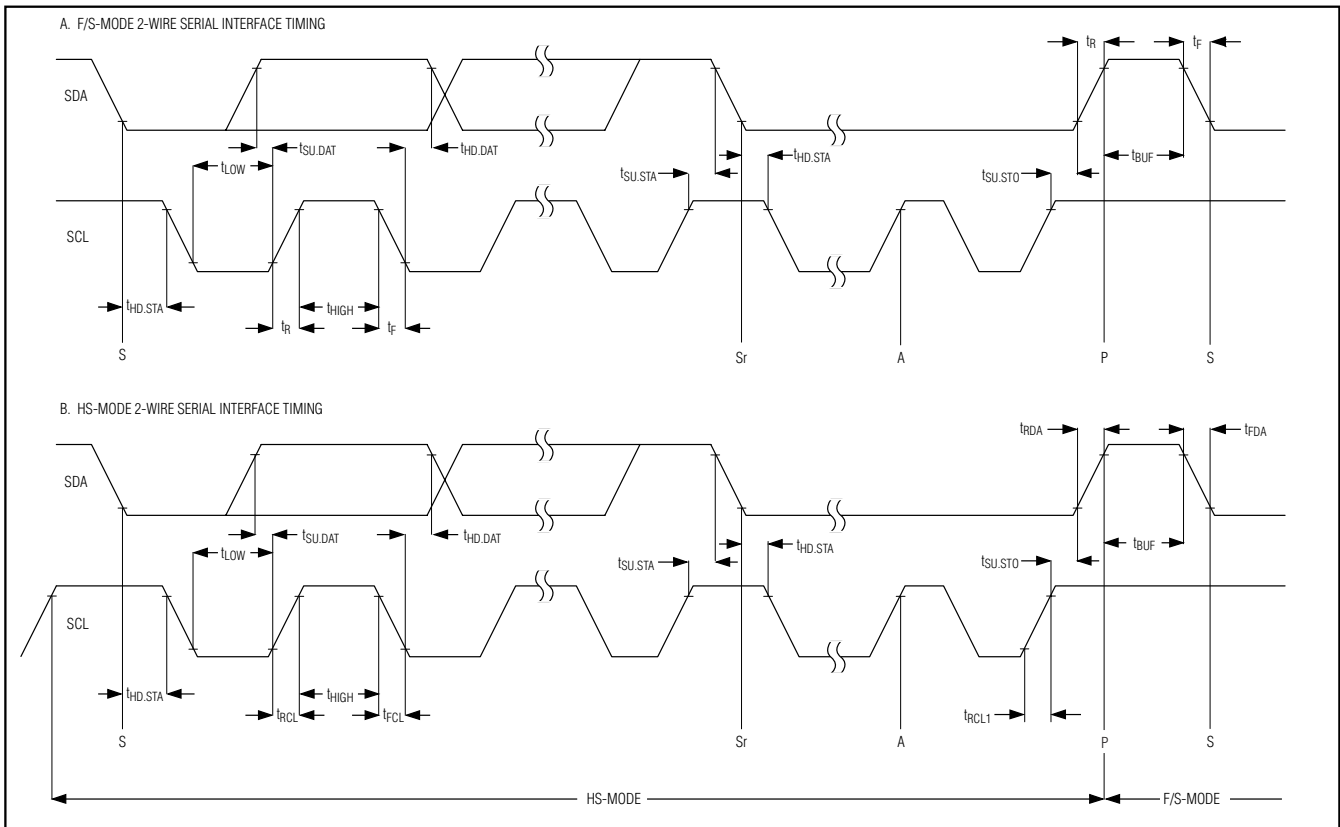 A. F/S-MODE 2-WIRE SERIAL INTERFACE TIMING
tR
tF
SDA
tSU.DAT
tHD.DAT
tLOW
tHD.STA
tBUF
tSU.STA
tSU.STO
SCL
tHD.STA
tHIGH
tR
tF
S
Sr
A
P
S
B. HS-MODE 2-WIRE SERIAL INTERFACE TIMING
tRDA
tFDA
SDA
tSU.DAT
tHD.DAT
tLOW
tHD.STA
tBUF
tSU.STA
tSU.STO
SCL
tHD.STA
tHIGH
tRCL
tFCL
tRCL1
S
Sr
A
P
S
HS-MODE
F/S-MODE